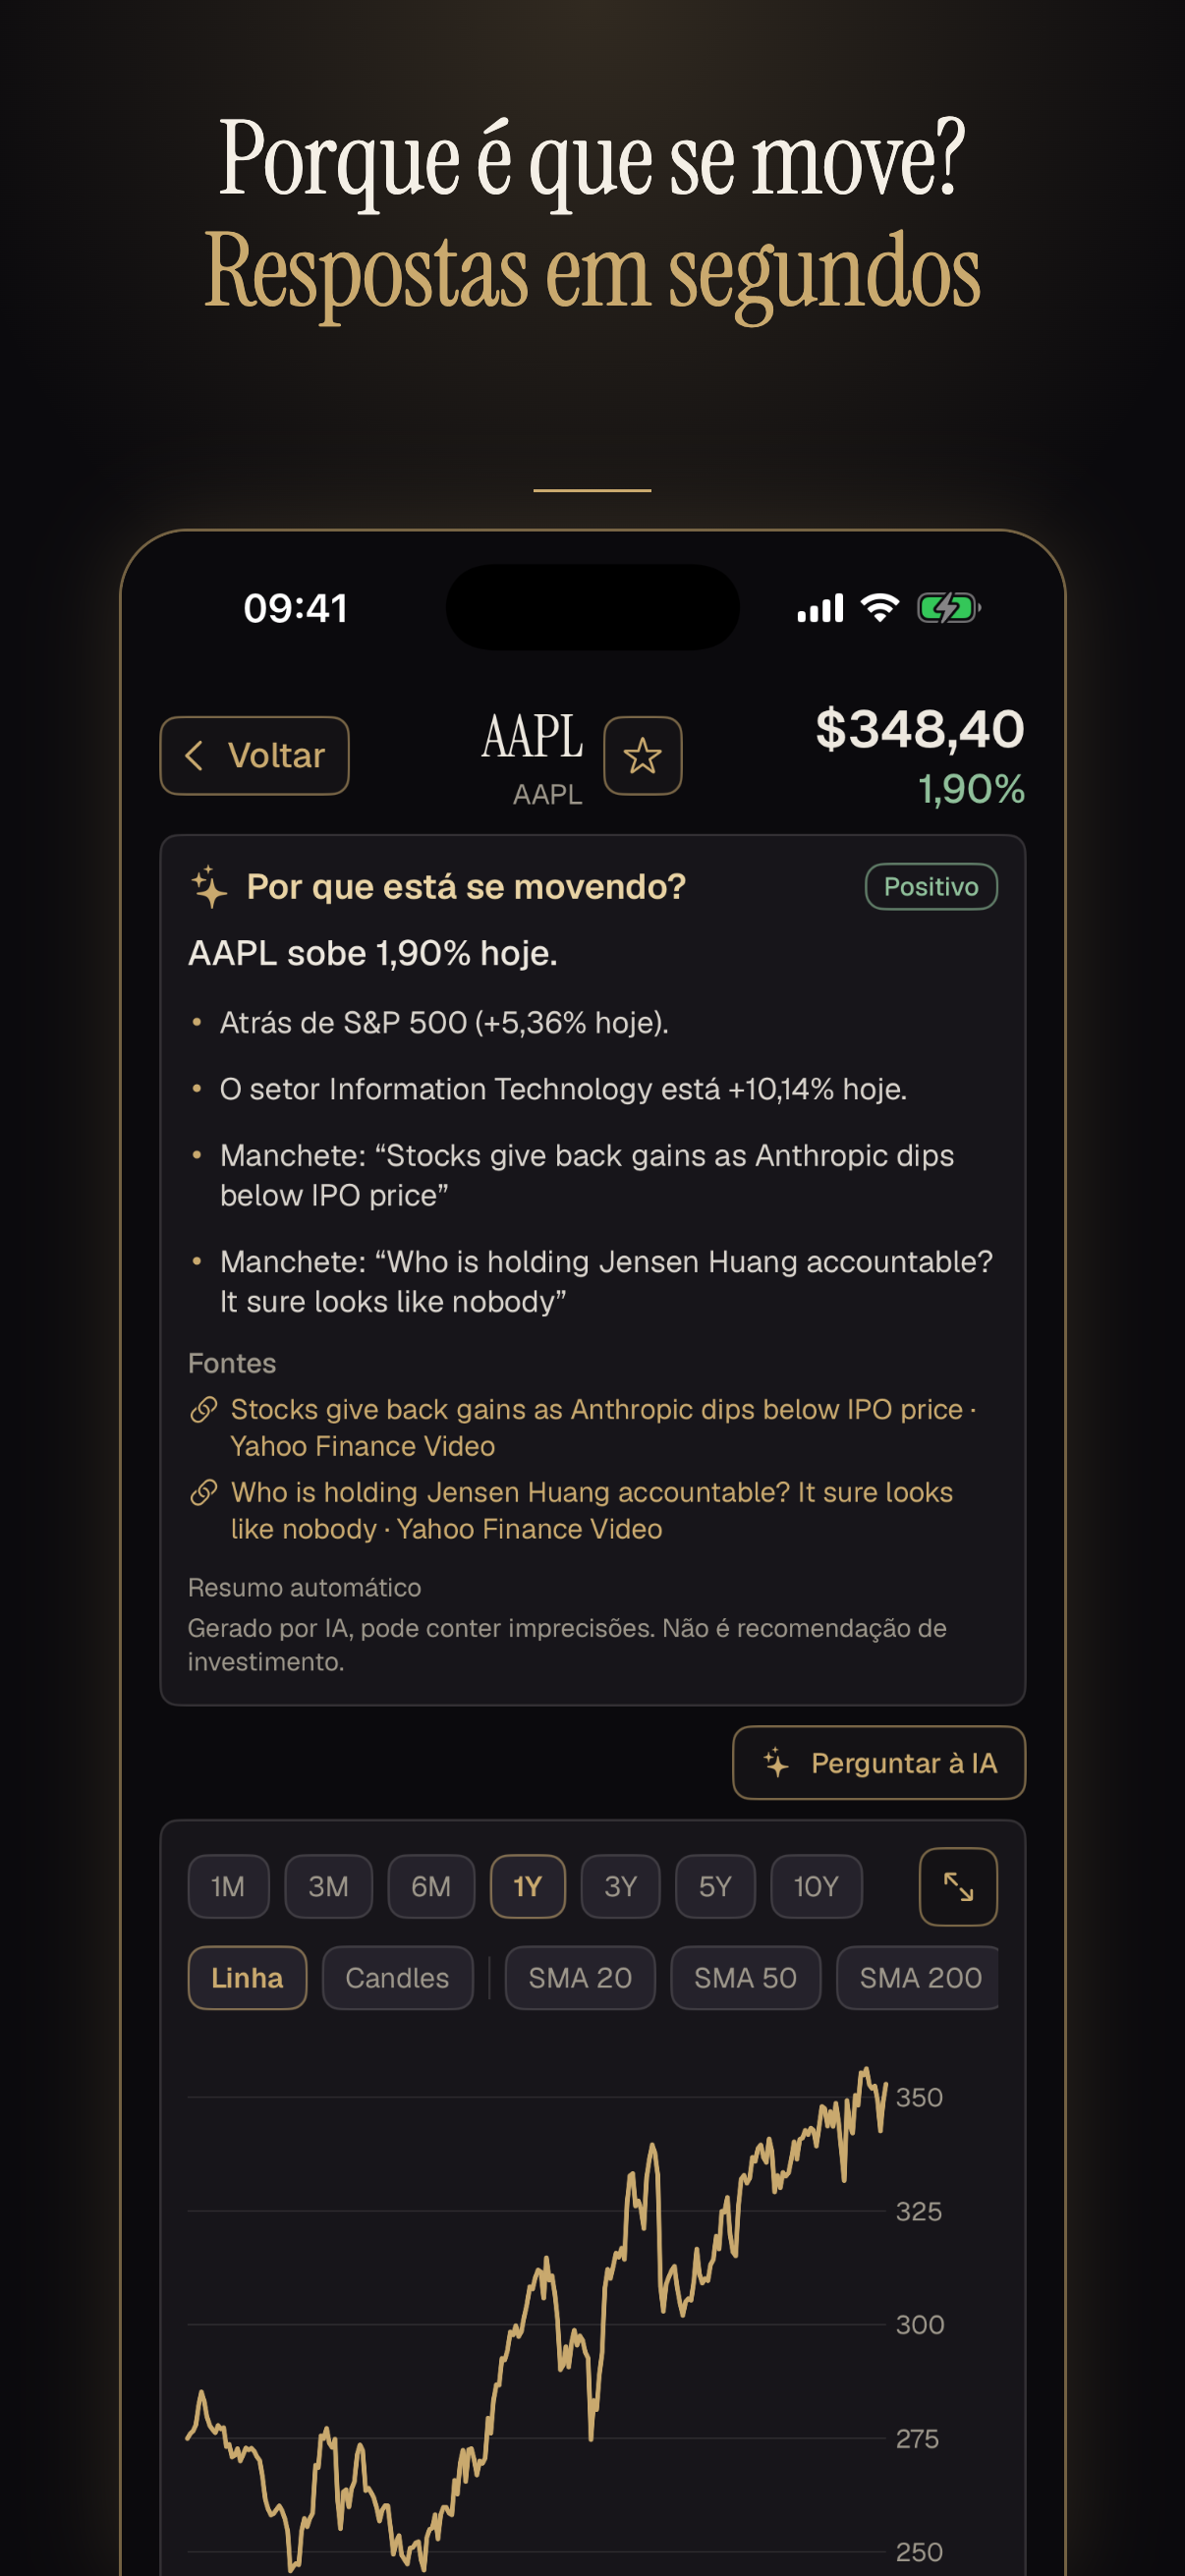 Porque é que se move?
Respostas em segundos
09:41
Voltar
AAPL
AAPL
$348,40
1,90%
Por que está se movendo?
Positivo
AAPL sobe 1,90% hoje.
• Atrás de S&P 500 (+5,36% hoje).
• O setor Information Technology está +10,14% hoje.
• Manchete: “Stocks give back gains as Anthropic dips
below IPO price”
• Manchete: “Who is holding Jensen Huang accountable?
It sure looks like nobody”
Fontes
Stocks give back gains as Anthropic dips below IPO price ·
Yahoo Finance Video
Who is holding Jensen Huang accountable? It sure looks
like nobody · Yahoo Finance Video
Resumo automático
Gerado por IA, pode conter imprecisões. Não é recomendação de
investimento.
Perguntar à IA
1M 3M 6M 1Y 3Y 5Y 10Y
Linha Candles SMA 20 SMA 50 SMA 200
350
325
300
275
250